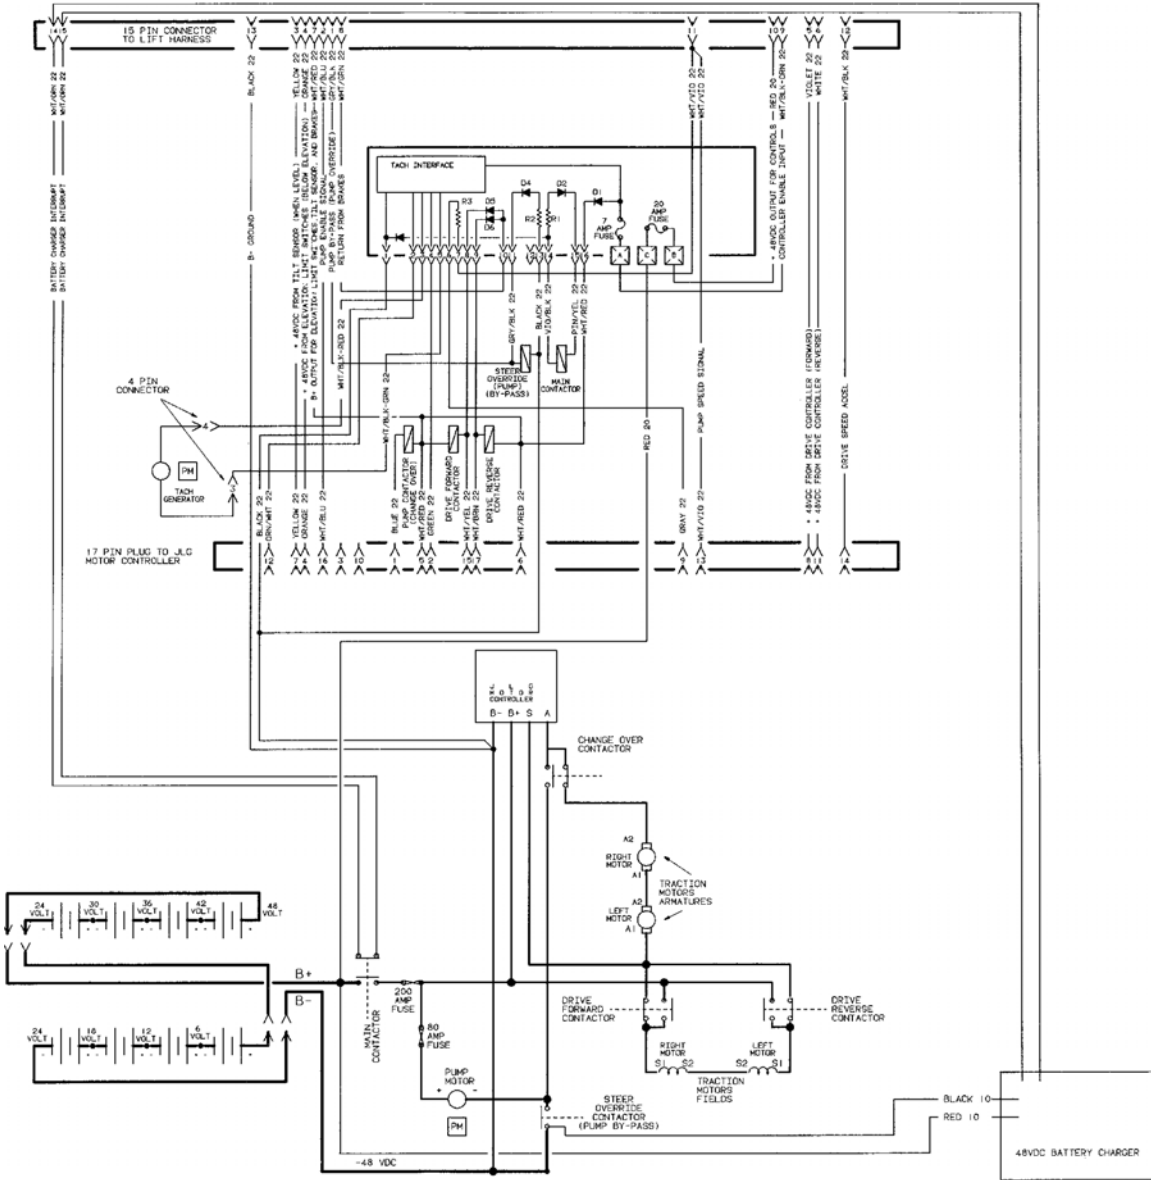 14 15
15 PIN CONNECTOR
TO LIFT HARNESS
13
3 4 7 2 1 8
11
10 9
5 6
12
WHT/ORN 22
WHT/ORN 22
BLACK 22
YELLOW 22
ORANGE 22
WHT/RED 22
WHT/BLU 22
GRY/BLK 22
WHT/GRN 22
WHT/VIO 22
WHT/VIO 22
RED 20
WHT/BLK-ORN 22
VIOLET 22
WHITE 22
WHT/BLK 22
BATTERY CHARGER INTERRUPT
BATTERY CHARGER INTERRUPT
B- GROUND
+ 48VDC FROM TILT SENSOR (WHEN LEVEL)
+ 48VDC FROM ELEVATION LIMIT SWITCHES (BELOW ELEVATION)
B+ OUTPUT FOR ELEVATION LIMIT SWITCHES, TILT SENSOR, AND BRAKES
PUMP ENABLE SIGNAL
PUMP BY-PASS (PUMP OVERRIDE)
RETURN FROM BRAKES
+ 48VDC OUTPUT FOR CONTROLS
CONTROLLER ENABLE INPUT
TACH INTERFACE
R3
D5
D6
D4
D2
D1
R2
R1
7
AMP
FUSE
20
AMP
FUSE
A
C
B
GRY/BLK 22
BLACK 22
VIO/BLK 22
PIN/YEL 22
WHT/RED 22
STEER
OVERRIDE
(PUMP)
(BY-PASS)
MAIN
CONTACTOR
WHT/BLK-RED 22
WHT/BLK-GRN 22
4 PIN
CONNECTOR
4
PM
TACH
GENERATOR
RED 20
PUMP SPEED SIGNAL
+ 48VDC FROM DRIVE CONTROLLER (FORWARD)
+ 48VDC FROM DRIVE CONTROLLER (REVERSE)
DRIVE SPEED ACCEL
BLACK 22
ORN/WHT 22
YELLOW 22
ORANGE 22
WHT/BLU 22
BLUE 22
PUMP CONTACTOR
(CHANGE OVER)
WHT/RED 22
GREEN 22
DRIVE FORWARD
CONTACTOR
WHT/YEL 22
WHT/BRN 22
DRIVE REVERSE
CONTACTOR
WHT/RED 22
GRAY 22
WHT/VIO 22
17 PIN PLUG TO JLG
MOTOR CONTROLLER
12
7 4
16
3
10
1
5 2
15 17
6
9
13
8 11
14
CONTROLLER
B- B+ S A
CHANGE OVER
CONTACTOR
A2
RIGHT
MOTOR
A1
A2
LEFT
MOTOR
A1
TRACTION
MOTORS
ARMATURES
24
VOLT
30
VOLT
36
VOLT
42
VOLT
48
VOLT
B+
B-
24
VOLT
18
VOLT
12
VOLT
6
VOLT
MAIN
CONTACTOR
200
AMP
FUSE
80
AMP
FUSE
DRIVE
FORWARD
CONTACTOR
DRIVE
REVERSE
CONTACTOR
RIGHT
MOTOR
S1 S2
LEFT
MOTOR
S2 S1
TRACTION
MOTORS
FIELDS
PUMP
MOTOR
+ -
PM
STEER
OVERRIDE
CONTACTOR
(PUMP BY-PASS)
BLACK 10
RED 10
-48 VDC
48VDC BATTERY CHARGER